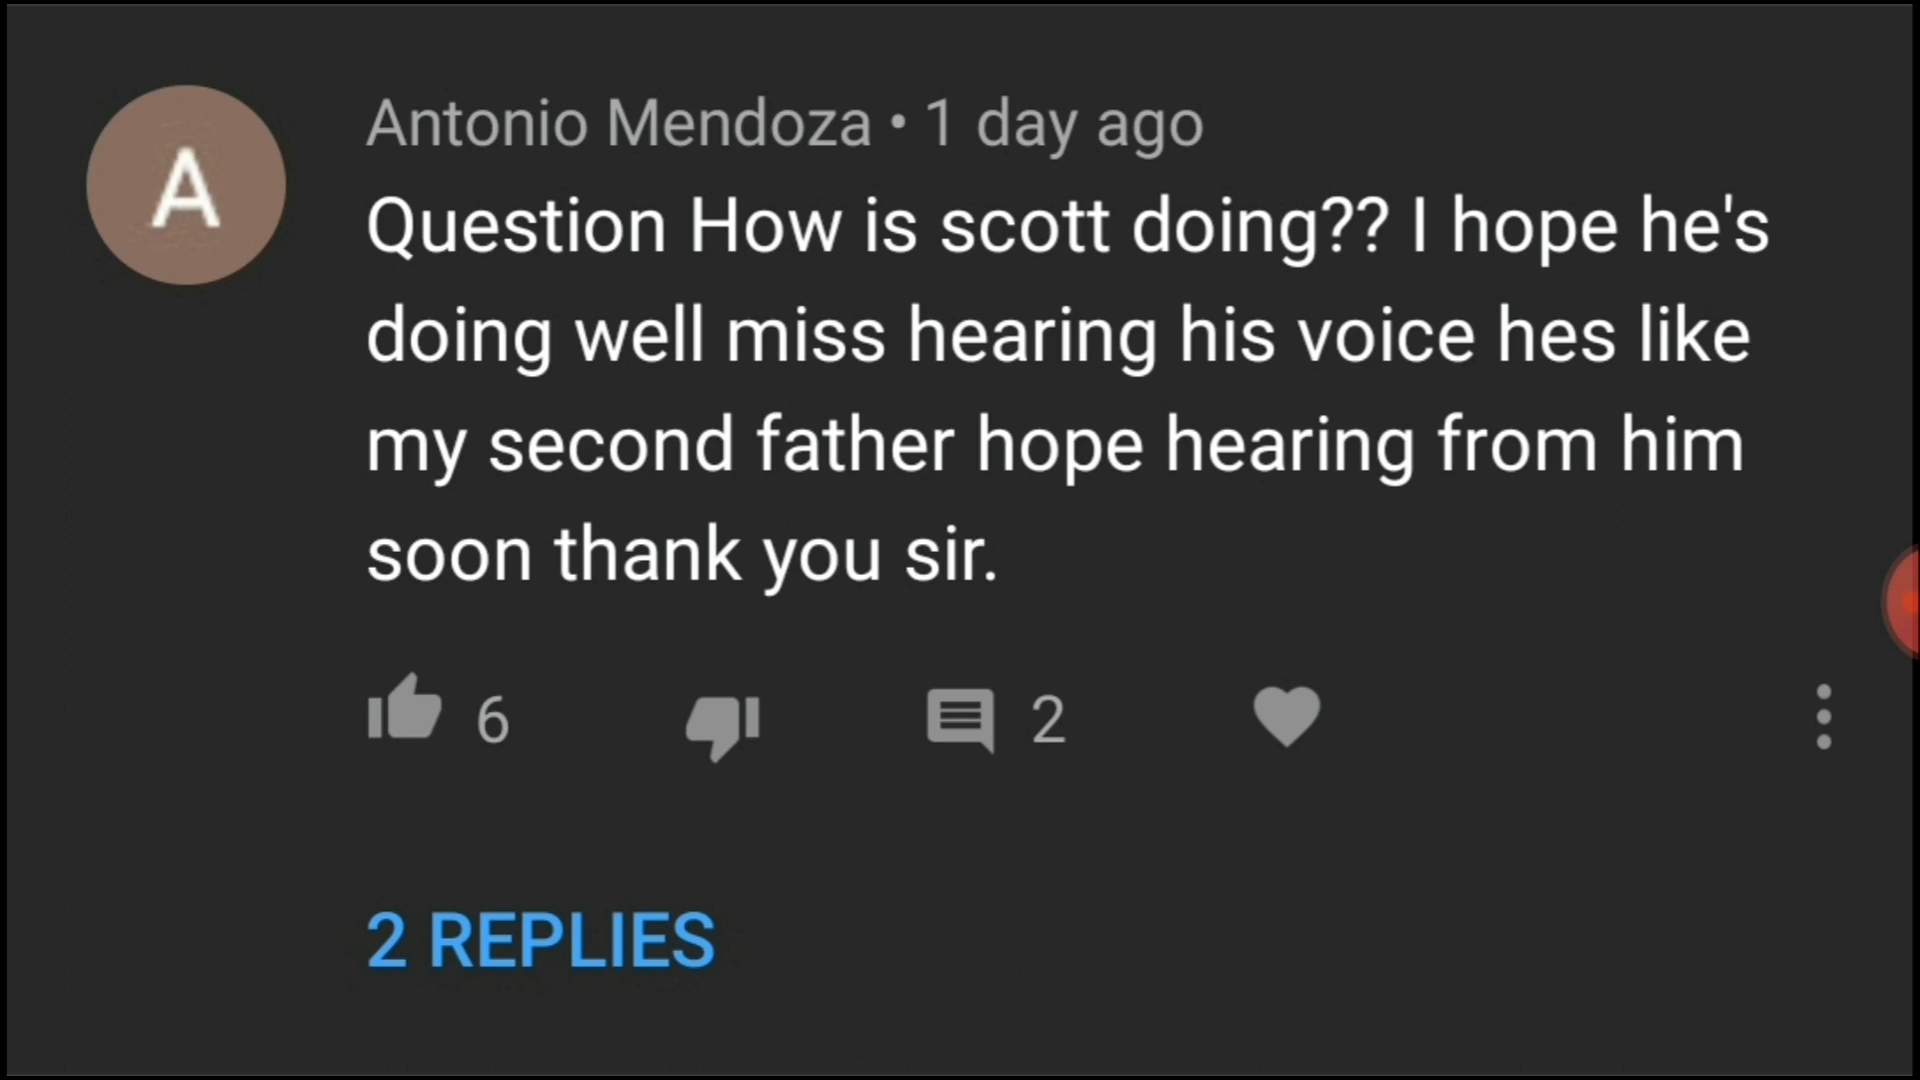 A
Antonio Mendoza • 1 day ago
Question How is scott doing?? I hope he's
doing well miss hearing his voice hes like
my second father hope hearing from him
soon thank you sir.
6 2
2 REPLIES